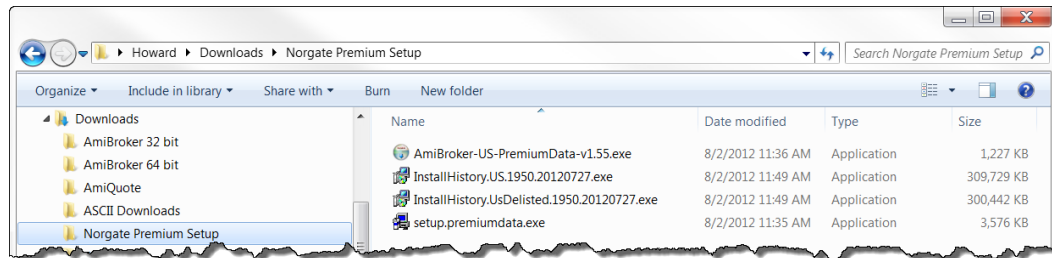 Howard Downloads Norgate Premium Setup Search Norgate Premium Setup
Organize Include in library Share with Burn New folder
Downloads
AmiBroker 32 bit
AmiBroker 64 bit
AmiQuote
ASCII Downloads
Norgate Premium Setup
Name Date modified Type Size
AmiBroker-US-PremiumData-v1.55.exe 8/2/2012 11:36 AM Application 1,227 KB
InstallHistory.US.1950.20120727.exe 8/2/2012 11:49 AM Application 309,729 KB
InstallHistory.UsDelisted.1950.20120727.exe 8/2/2012 11:49 AM Application 300,442 KB
setup.premiumdata.exe 8/2/2012 11:35 AM Application 3,576 KB